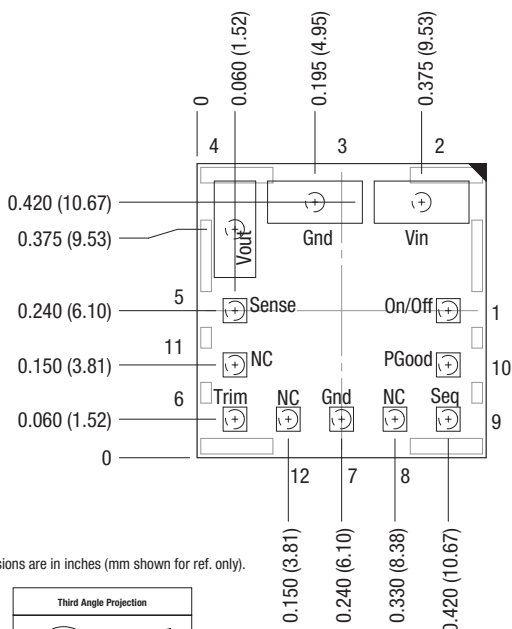 0
0.060 (1.52)
0.195 (4.95)
0.375 (9.53)
4
3
2
0.420 (10.67)
0.375 (9.53)
Vout
Gnd
Vin
5
0.240 (6.10)
Sense
On/Off
1
11
0.150 (3.81)
NC
PGood
10
6
0.060 (1.52)
Trim
NC
Gnd
NC
Seq
9
0
12
7
8
0.150 (3.81)
0.240 (6.10)
0.330 (8.38)
0.420 (10.67)
are in inches (mm shown for ref. only).
Third Angle Projection